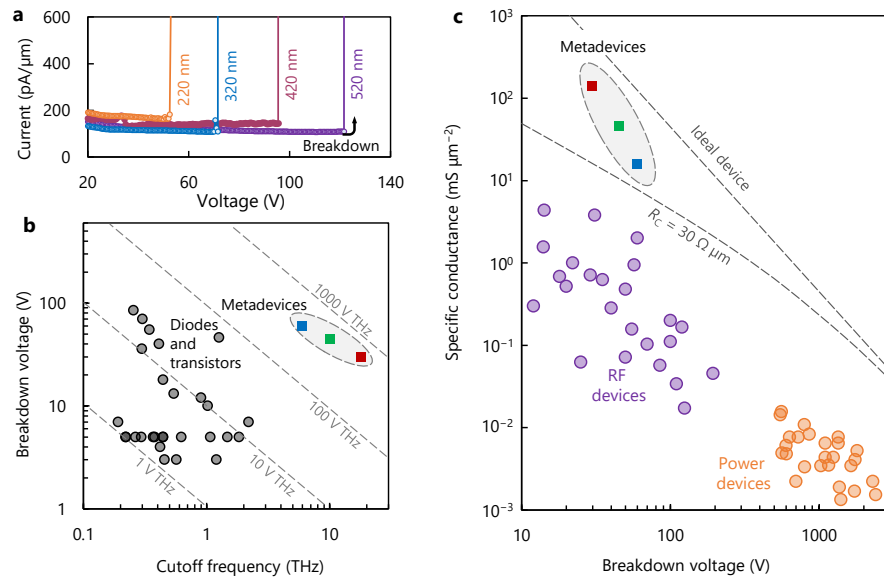 a
600
400
200
0
Current (pA/μm)
220 nm
320 nm
420 nm
520 nm
Breakdown
20
60
100
140
Voltage (V)
b
100
10
1
Breakdown voltage (V)
Metadevices
Diodes and
transistors
1000 V THz
100 V THz
10 V THz
1 V THz
0.1
1
10
Cutoff frequency (THz)
c
10³
10²
10¹
10⁰
10⁻¹
10⁻²
10⁻³
Specific conductance (mS μm⁻²)
Metadevices
Ideal device
R_C = 30 Ω μm
RF
devices
Power
devices
10
100
1000
Breakdown voltage (V)